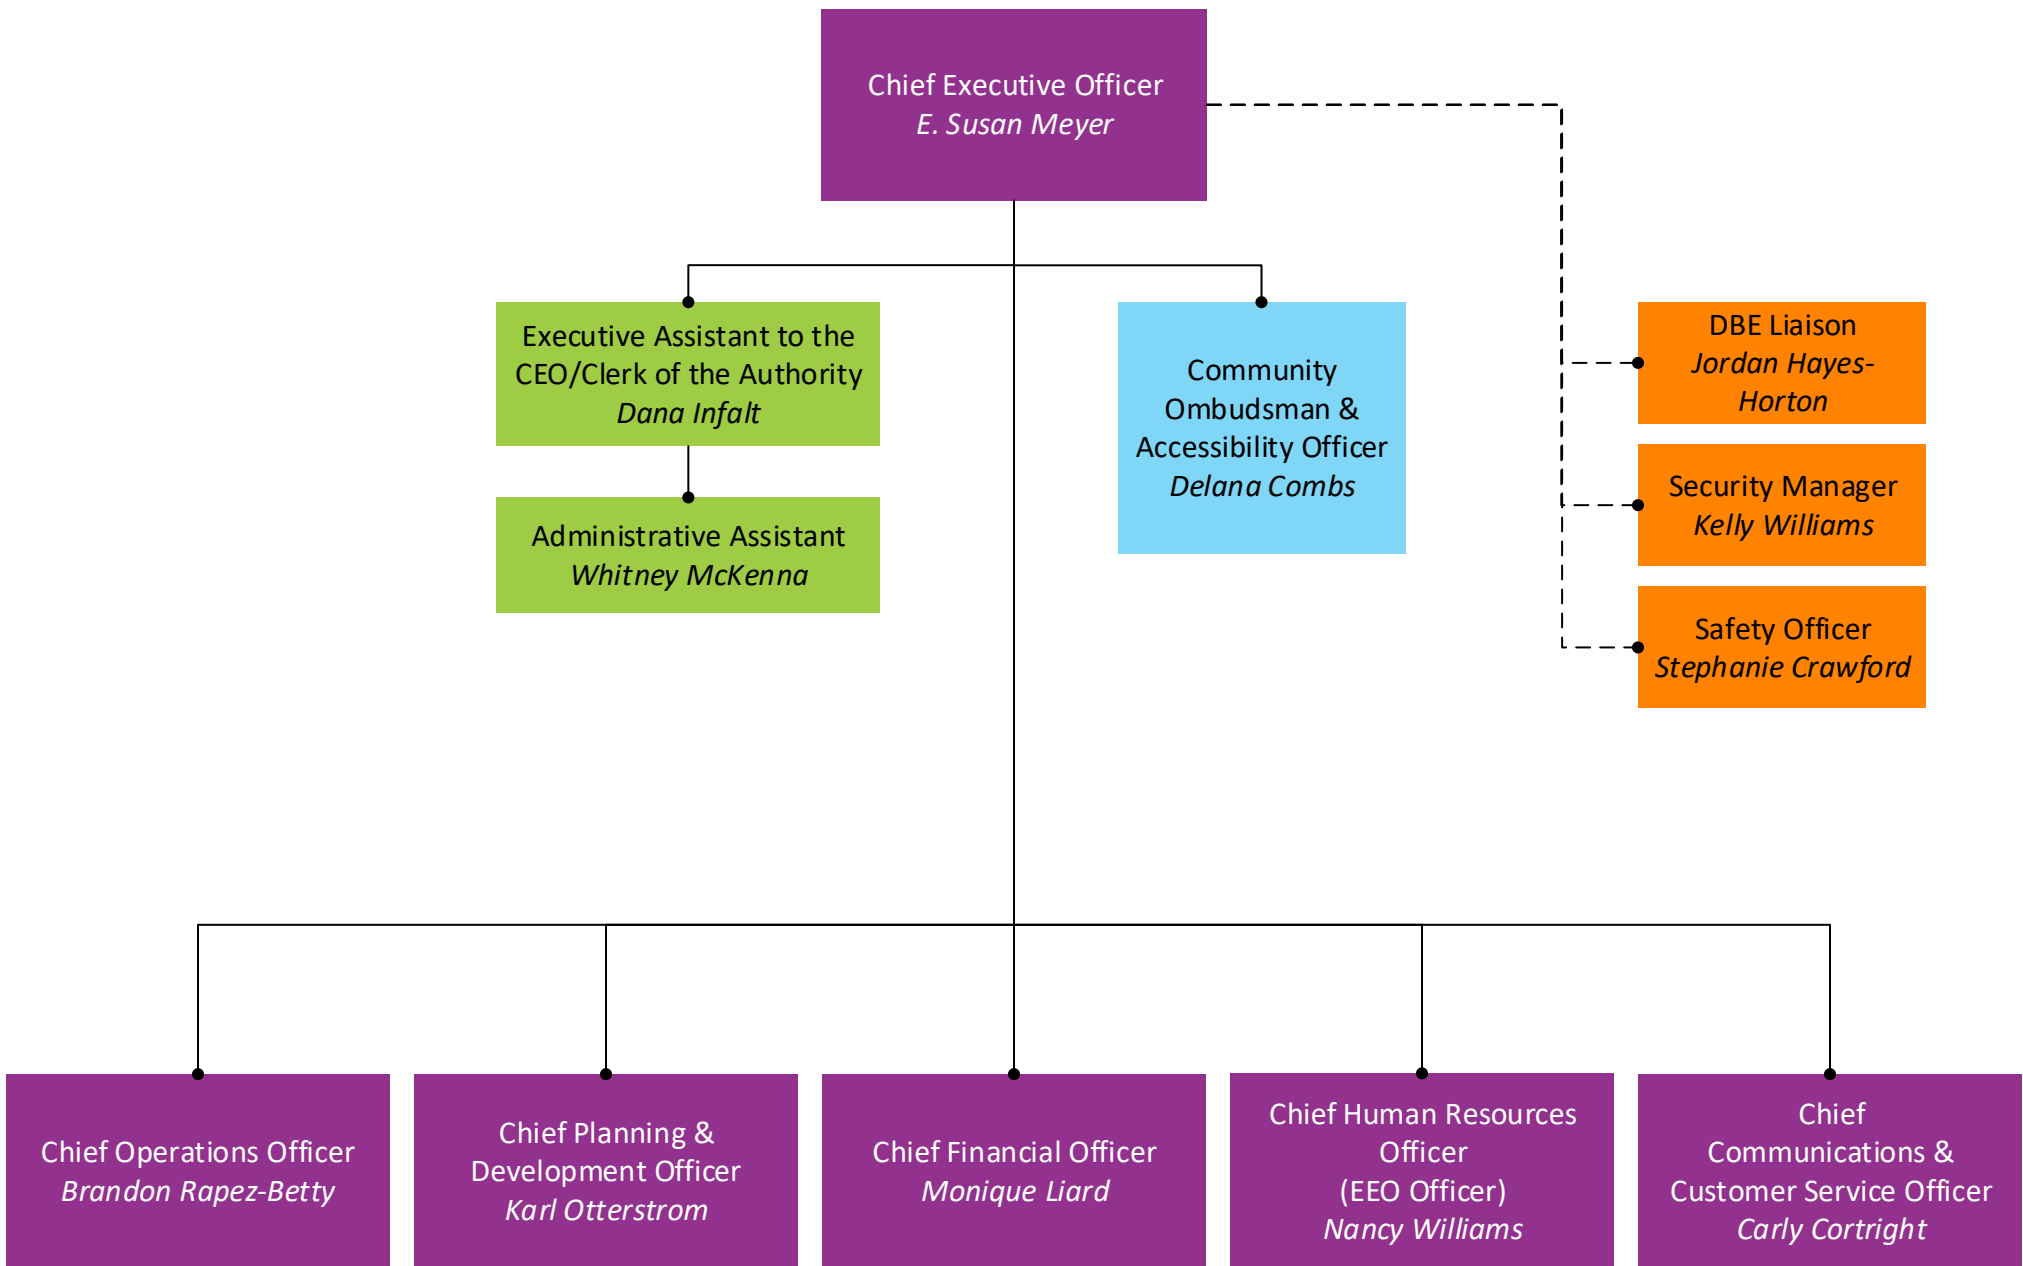 Chief Executive Officer
E. Susan Meyer
Executive Assistant to the
CEO/Clerk of the Authority
Dana Infalt
Administrative Assistant
Whitney McKenna
Community
Ombudsman &
Accessibility Officer
Delana Combs
DBE Liaison
Jordan Hayes-
Horton
Security Manager
Kelly Williams
Safety Officer
Stephanie Crawford
Chief Operations Officer
Brandon Rapez-Betty
Chief Planning &
Development Officer
Karl Otterstrom
Chief Financial Officer
Monique Liard
Chief Human Resources
Officer
(EEO Officer)
Nancy Williams
Chief
Communications &
Customer Service Officer
Carly Cortright